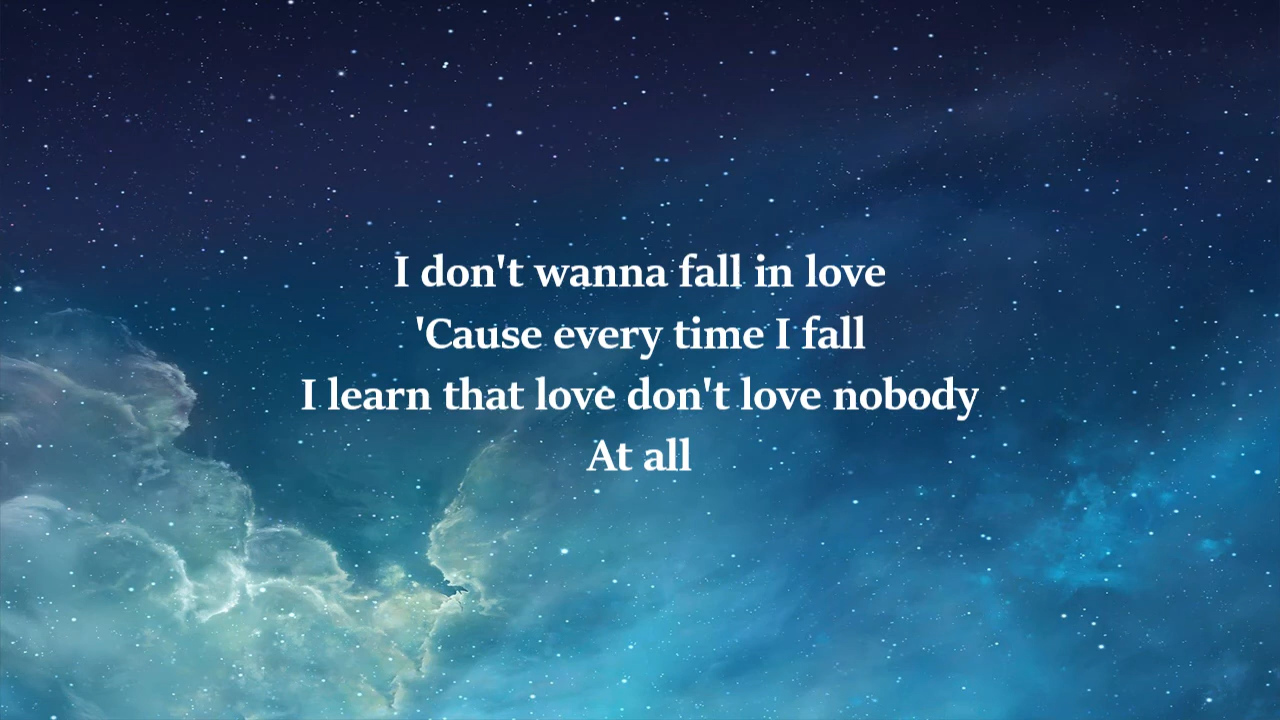 I don't wanna fall in love
'Cause every time I fall
I learn that love don't love nobody
At all